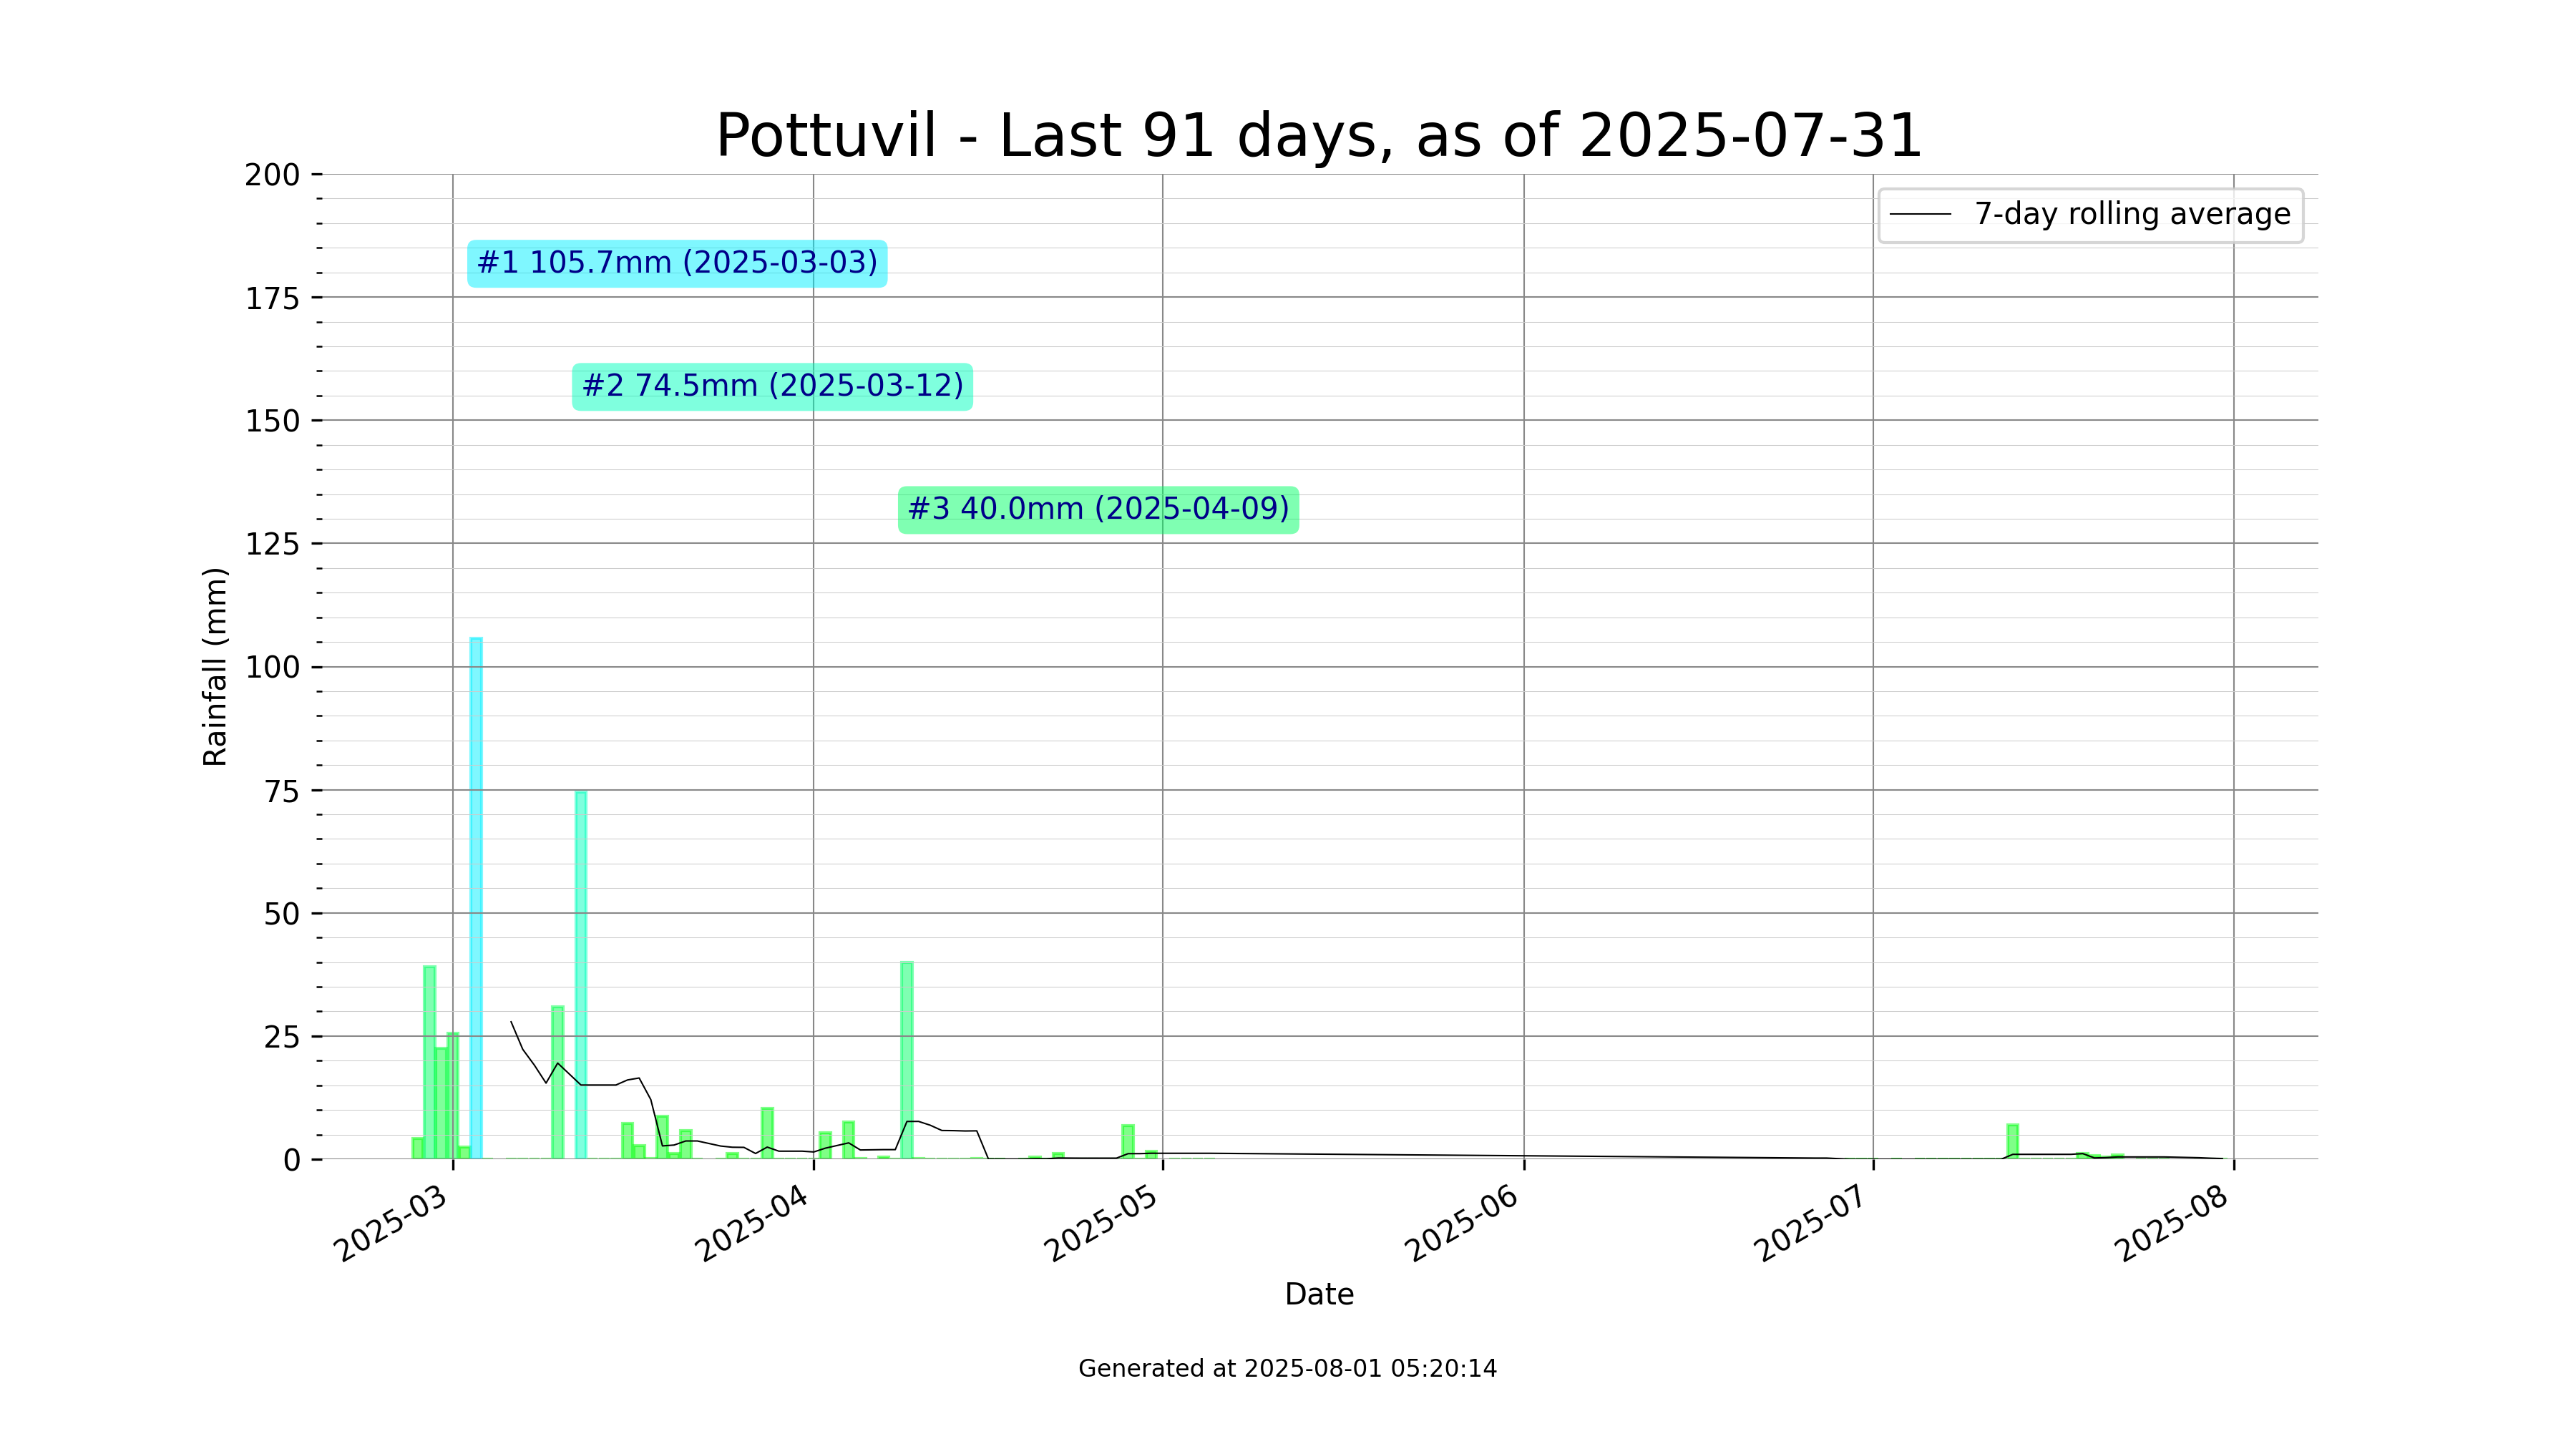 Pottuvil - Last 91 days, as of 2025-07-31
7-day rolling average
#1 105.7mm (2025-03-03)
#2 74.5mm (2025-03-12)
#3 40.0mm (2025-04-09)
Rainfall (mm)
200
175
150
125
100
75
50
25
0
2025-03
2025-04
2025-05
2025-06
2025-07
2025-08
Date
Generated at 2025-08-01 05:20:14